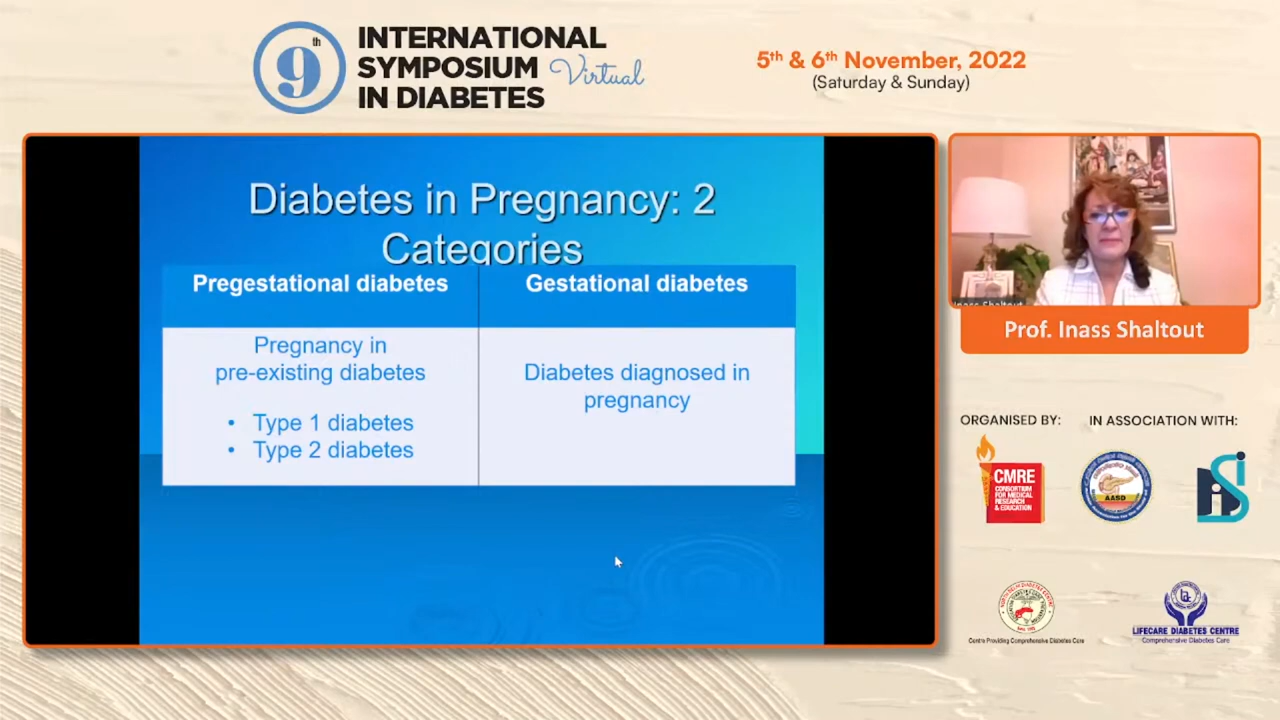 9th
INTERNATIONAL
SYMPOSIUM Virtual
IN DIABETES
5th & 6th November, 2022
(Saturday & Sunday)
Diabetes in Pregnancy: 2
Categories
Pregestational diabetes
Pregnancy in
pre-existing diabetes
• Type 1 diabetes
• Type 2 diabetes
Gestational diabetes
Diabetes diagnosed in
pregnancy
Inass Shaltout
Prof. Inass Shaltout
ORGANISED BY:
CMRE
CONSORTIUM
FOR MEDICAL
RESEARCH
& EDUCATION
IN ASSOCIATION WITH:
AASD
iSi
Centre Providing Comprehensive Diabetes Care
LIFECARE DIABETES CENTRE
Comprehensive Diabetes Care